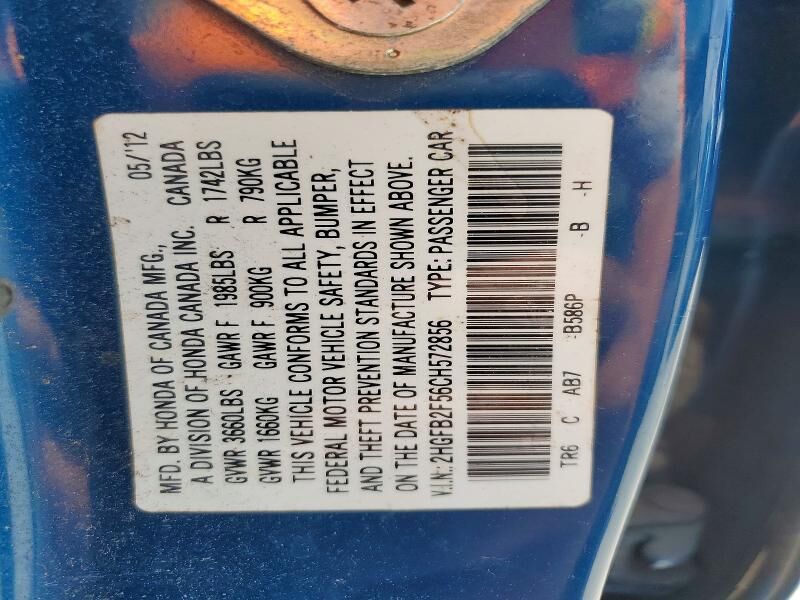 MFD. BY HONDA OF CANADA MFG., 05/'12
A DIVISION OF HONDA CANADA INC. CANADA
GVWR 3660LBS GAWR F 1985LBS R 1742LBS
GVWR 1660KG GAWR F 900KG R 790KG
THIS VEHICLE CONFORMS TO ALL APPLICABLE
FEDERAL MOTOR VEHICLE SAFETY, BUMPER,
AND THEFT PREVENTION STANDARDS IN EFFECT
ON THE DATE OF MANUFACTURE SHOWN ABOVE.
V.I.N.: 2HGFB2F56CH572856 TYPE: PASSENGER CAR
TR6 C AB7 -B586P -B -H